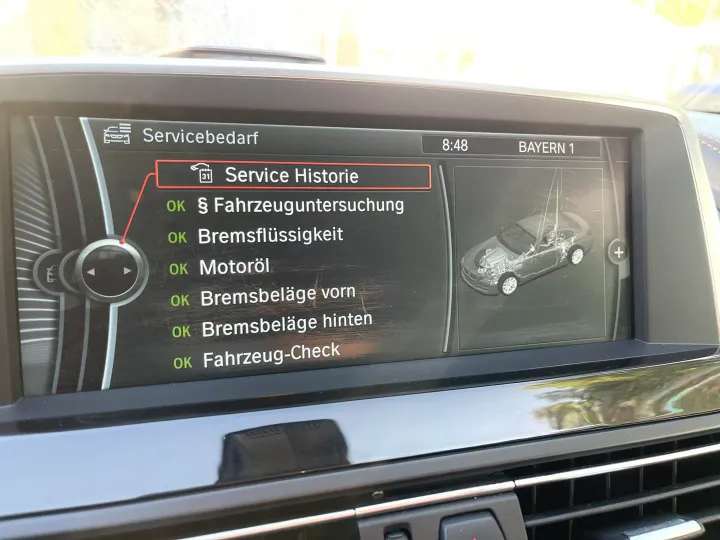 Servicebedarf
8:48
BAYERN 1
31
Service Historie
OK § Fahrzeuguntersuchung
OK Bremsflüssigkeit
OK Motoröl
OK Bremsbeläge vorn
OK Bremsbeläge hinten
OK Fahrzeug-Check